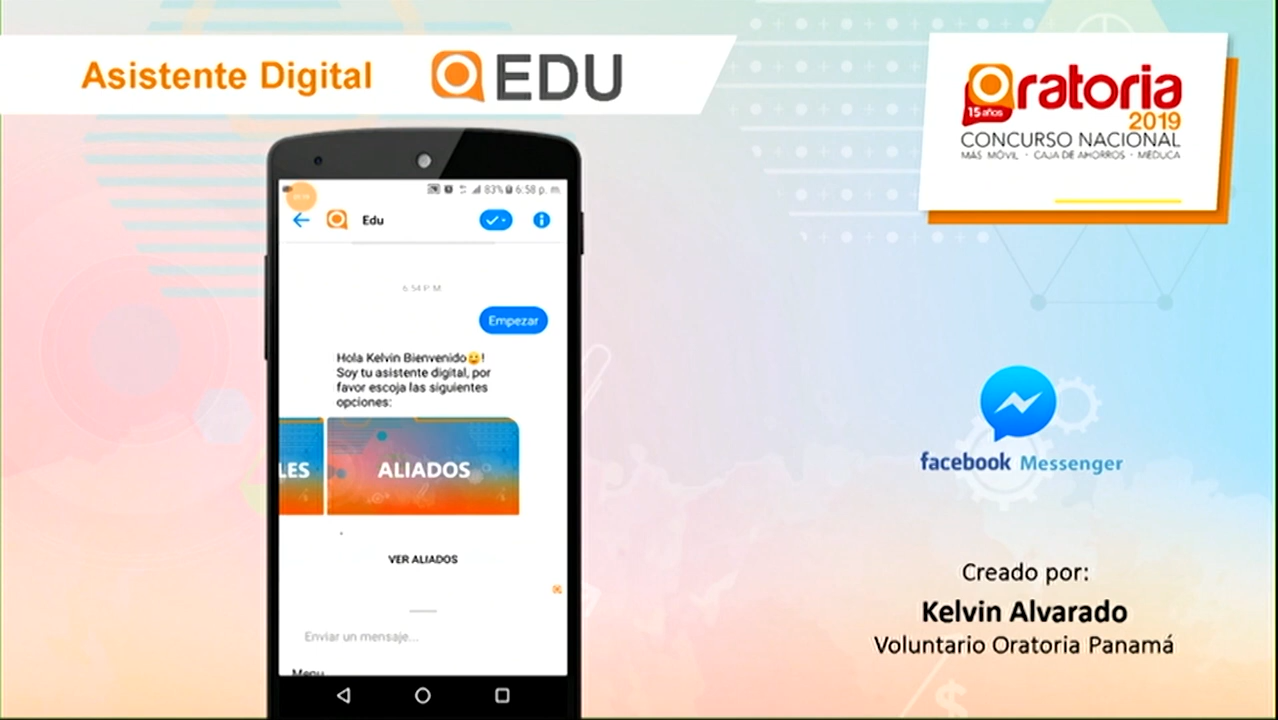 Asistente Digital
EDU
Oratoria
15 años
2019
CONCURSO NACIONAL
MÁS MÓVIL - CAJA DE AHORROS - MEDUCA
83% 6:58 p. m.
Edu
6:54 P. M.
Empezar
Hola Kelvin Bienvenido😀!
Soy tu asistente digital, por
favor escoja las siguientes
opciones:
LES
ALIADOS
.
VER ALIADOS
Enviar un mensaje...
Menu
facebook Messenger
Creado por:
Kelvin Alvarado
Voluntario Oratoria Panamá